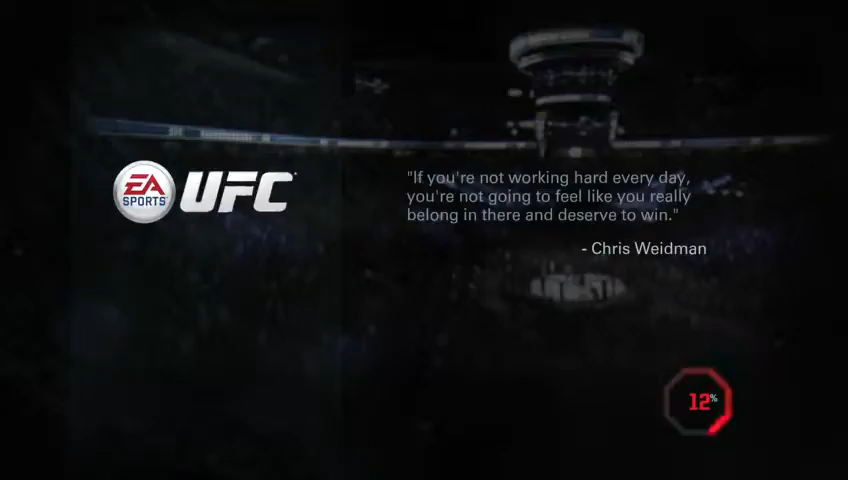 EA
SPORTS
UFC
"If you're not working hard every day,
you're not going to feel like you really
belong in there and deserve to win."
- Chris Weidman
12%